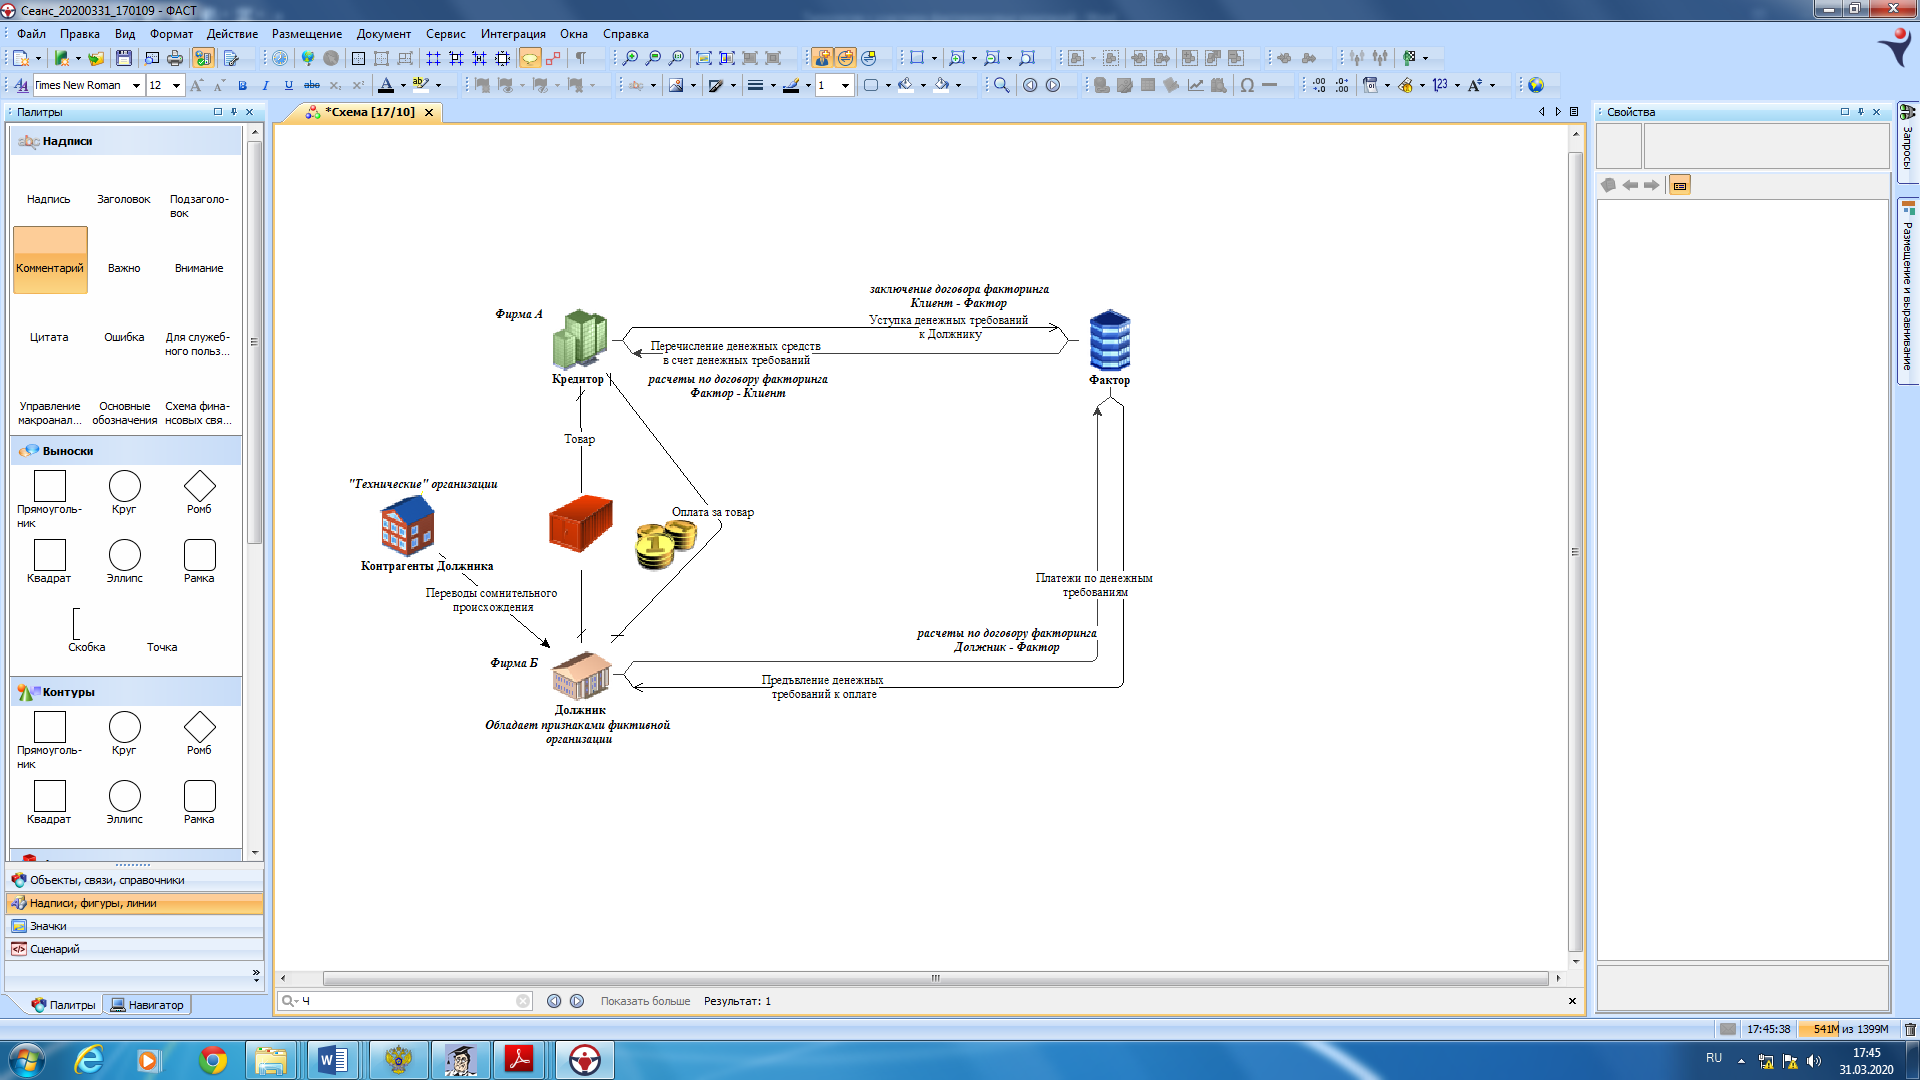 Сеанс_20200331_170109 - ФАСТ
Файл Правка Вид Формат Действие Размещение Документ Сервис Интеграция Окна Справка
Times New Roman 12 1
Палитры
*Схема [17/10]
Свойства
Запросы
Размещение и выравнивание
Надписи
Надпись Заголовок Подзаголо-
вок
Комментарий Важно Внимание
Цитата Ошибка Для служеб-
ного польз...
Управление Основные Схема фина-
макроанал... обозначения нсовых свя...
Выноски
Прямоуголь- Круг Ромб
ник
Квадрат Эллипс Рамка
Скобка Точка
Контуры
Прямоуголь- Круг Ромб
ник
Квадрат Эллипс Рамка
Объекты, связи, справочники
Надписи, фигуры, линии
Значки
Сценарий
Палитры Навигатор
заключение договора факторинга
Клиент - Фактор
Фирма А
Уступка денежных требований
к Должнику
Перечисление денежных средств
в счет денежных требований
Кредитор
расчеты по договору факторинга
Фактор - Клиент
Фактор
Товар
"Технические" организации
Оплата за товар
Контрагенты Должника
Переводы сомнительного
происхождения
Платежи по денежным
требованиям
расчеты по договору факторинга
Должник - Фактор
Фирма Б
Предъвление денежных
требований к оплате
Должник
Обладает признаками фиктивной
организации
Ч Показать больше Результат: 1
17:45:38 541M из 1399M
RU 17:45
31.03.2020